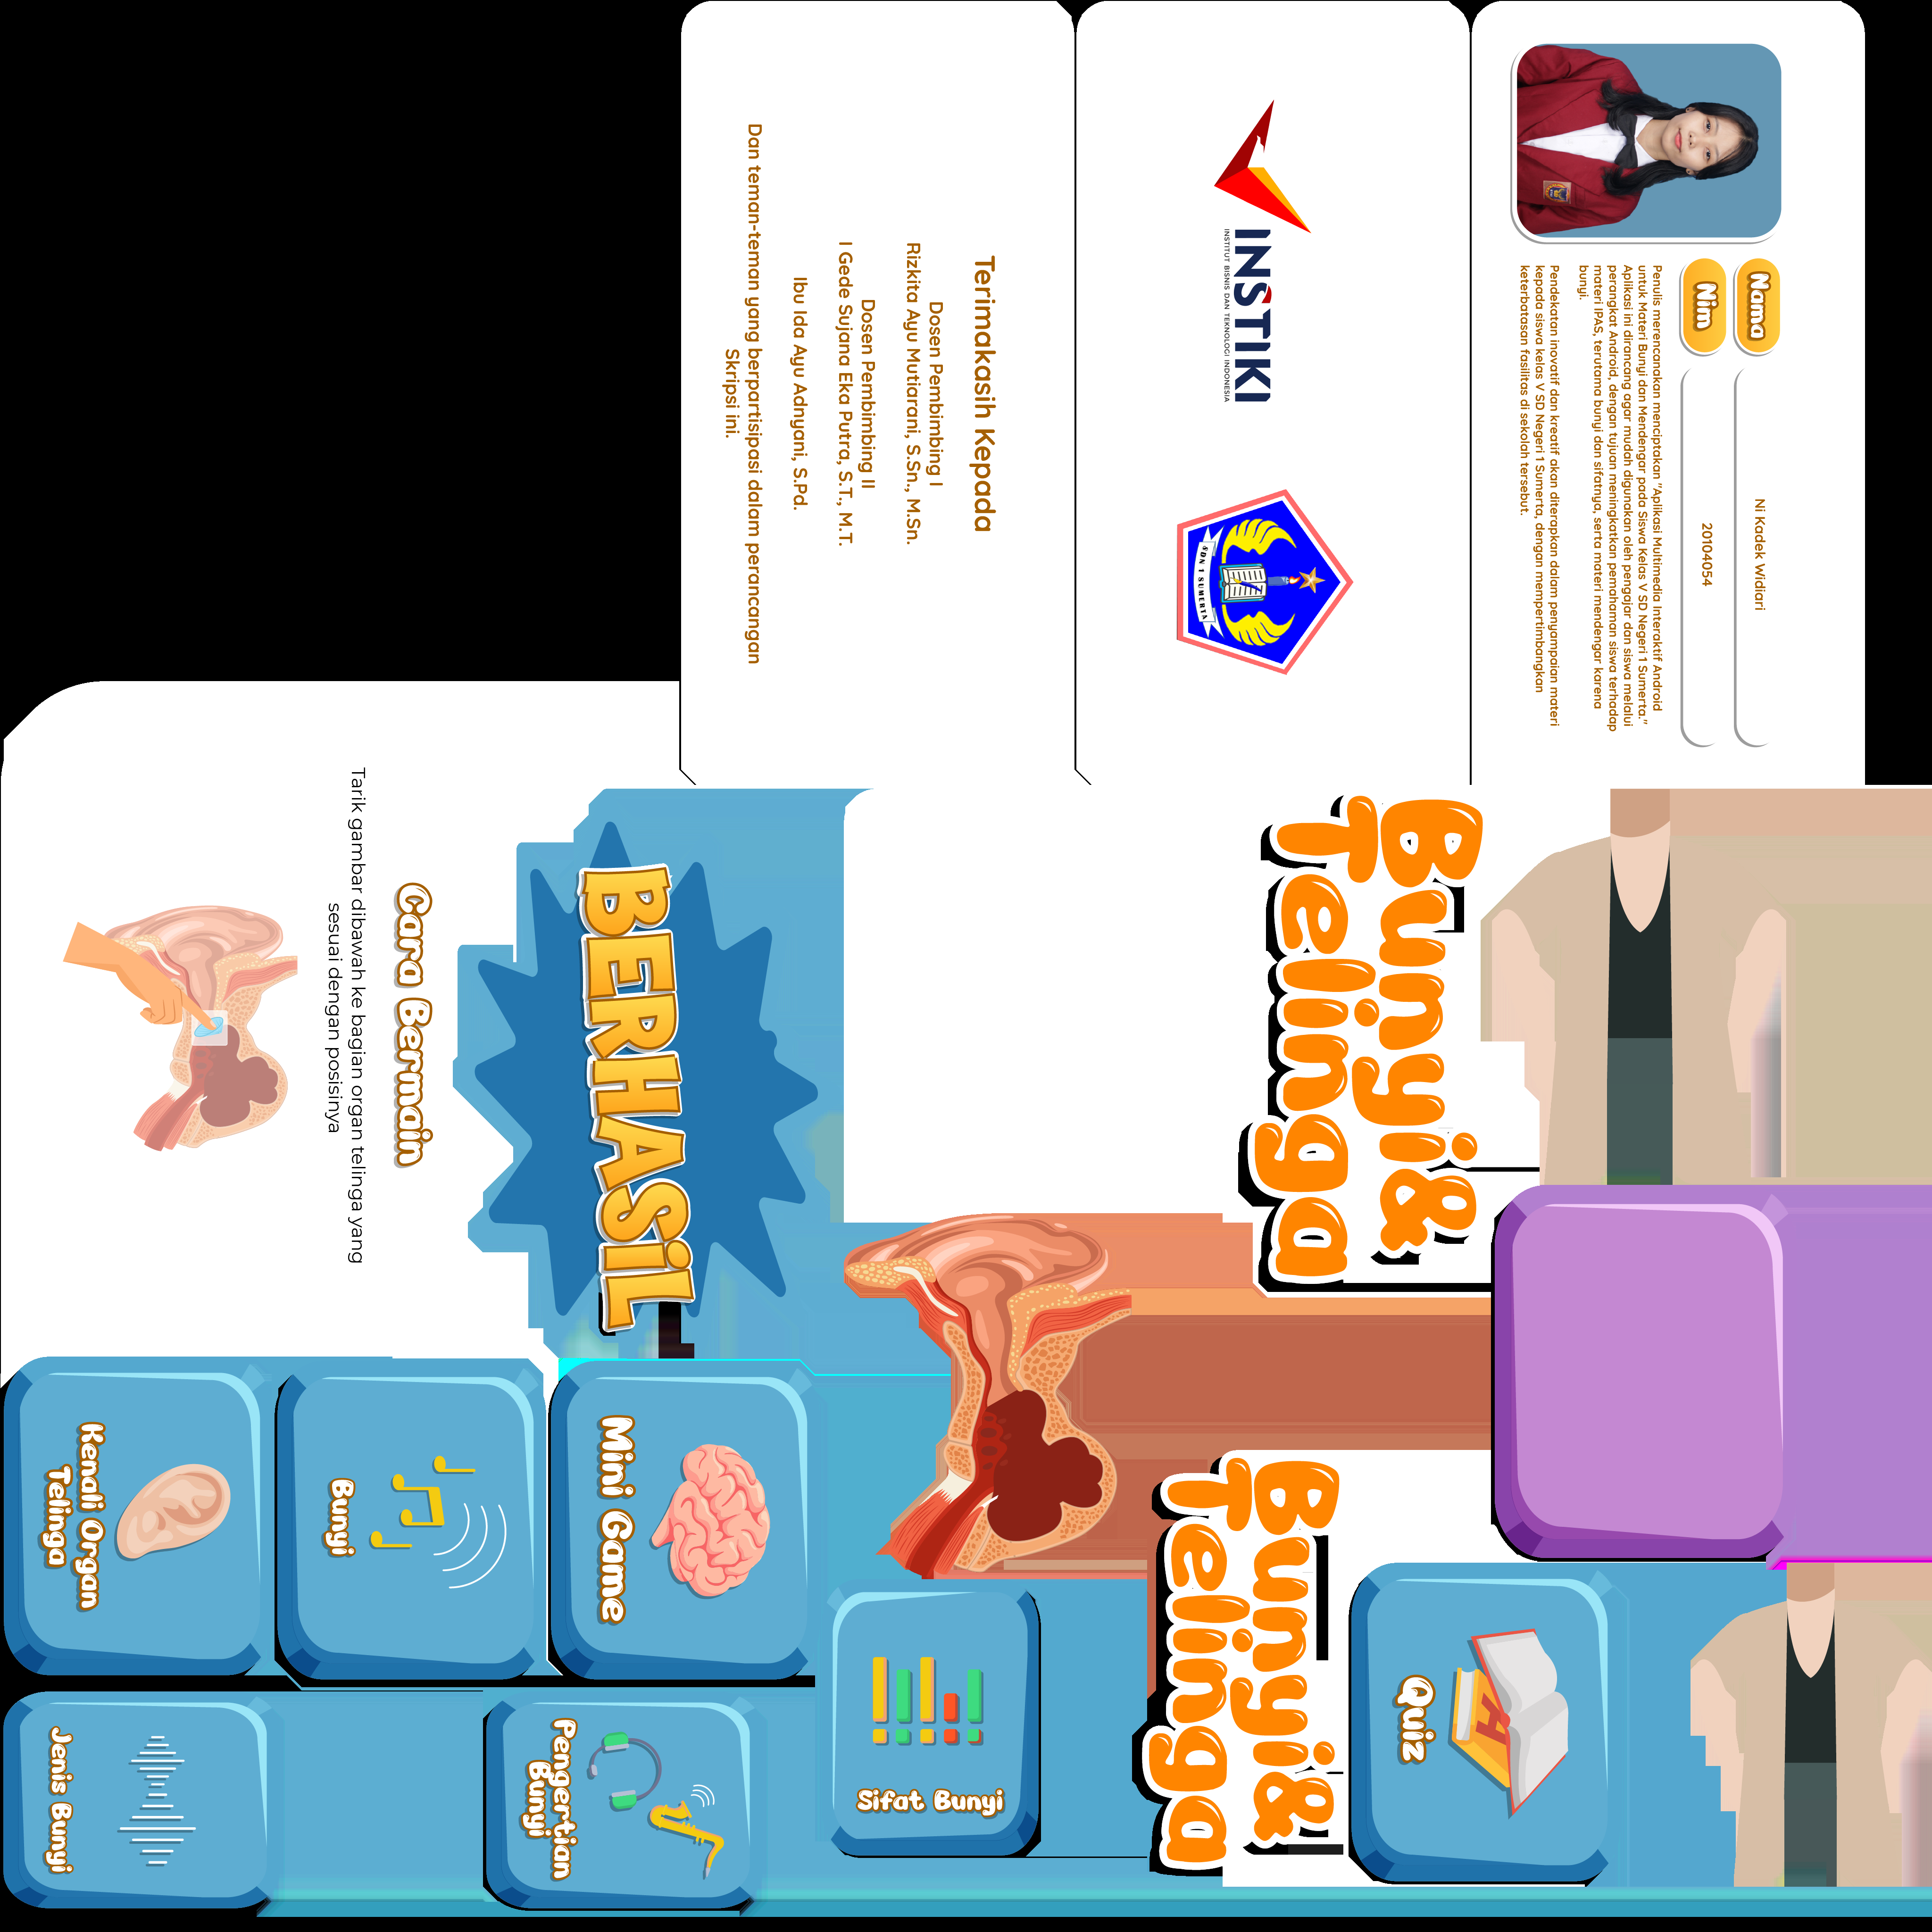 Nama
Ni Kadek Widiari
Nim
20104054
Penulis merencanakan menciptakan "Aplikasi Multimedia Interaktif Android
untuk Materi Bunyi dan Mendengar pada Siswa Kelas V SD Negeri 1 Sumerta."
Aplikasi ini dirancang agar mudah digunakan oleh pengajar dan siswa melalui
perangkat Android, dengan tujuan meningkatkan pemahaman siswa terhadap
materi IPAS, terutama bunyi dan sifatnya, serta materi mendengar karena
bunyi.
Pendekatan inovatif dan kreatif akan diterapkan dalam penyampaian materi
kepada siswa kelas V SD Negeri 1 Sumerta, dengan mempertimbangkan
keterbatasan fasilitas di sekolah tersebut.
INSTIKI
INSTITUT BISNIS DAN TEKNOLOGI INDONESIA
SDN 1 SUMERTA
Terimakasih Kepada
Dosen Pembimbing I
Rizkita Ayu Mutiarani, S.Sn., M.Sn.
Dosen Pembimbing II
I Gede Sujana Eka Putra, S.T., M.T.
Ibu Ida Ayu Adnyani, S.Pd.
Dan teman-teman yang berpartisipasi dalam perancangan
Skripsi ini.
Bunyi&
Telinga
BERHASiL
Cara Bermain
Tarik gambar dibawah ke bagian organ telinga yang
sesuai dengan posisinya
Bunyi&
Telinga
Quiz
Mini Game
Bunyi
Kenali Organ
Telinga
Sifat Bunyi
Pengertian
Bunyi
Jenis Bunyi